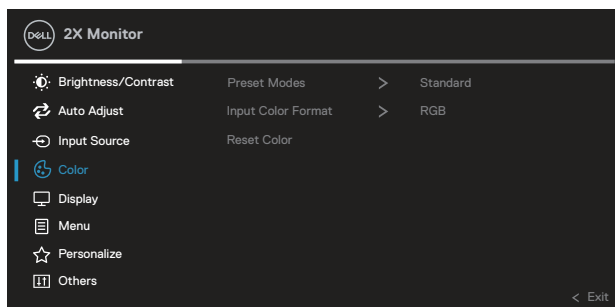 DELL 2X Monitor
Brightness/Contrast Preset Modes > Standard
Auto Adjust Input Color Format > RGB
Input Source Reset Color
Color
Display
Menu
Personalize
Others
< Exit